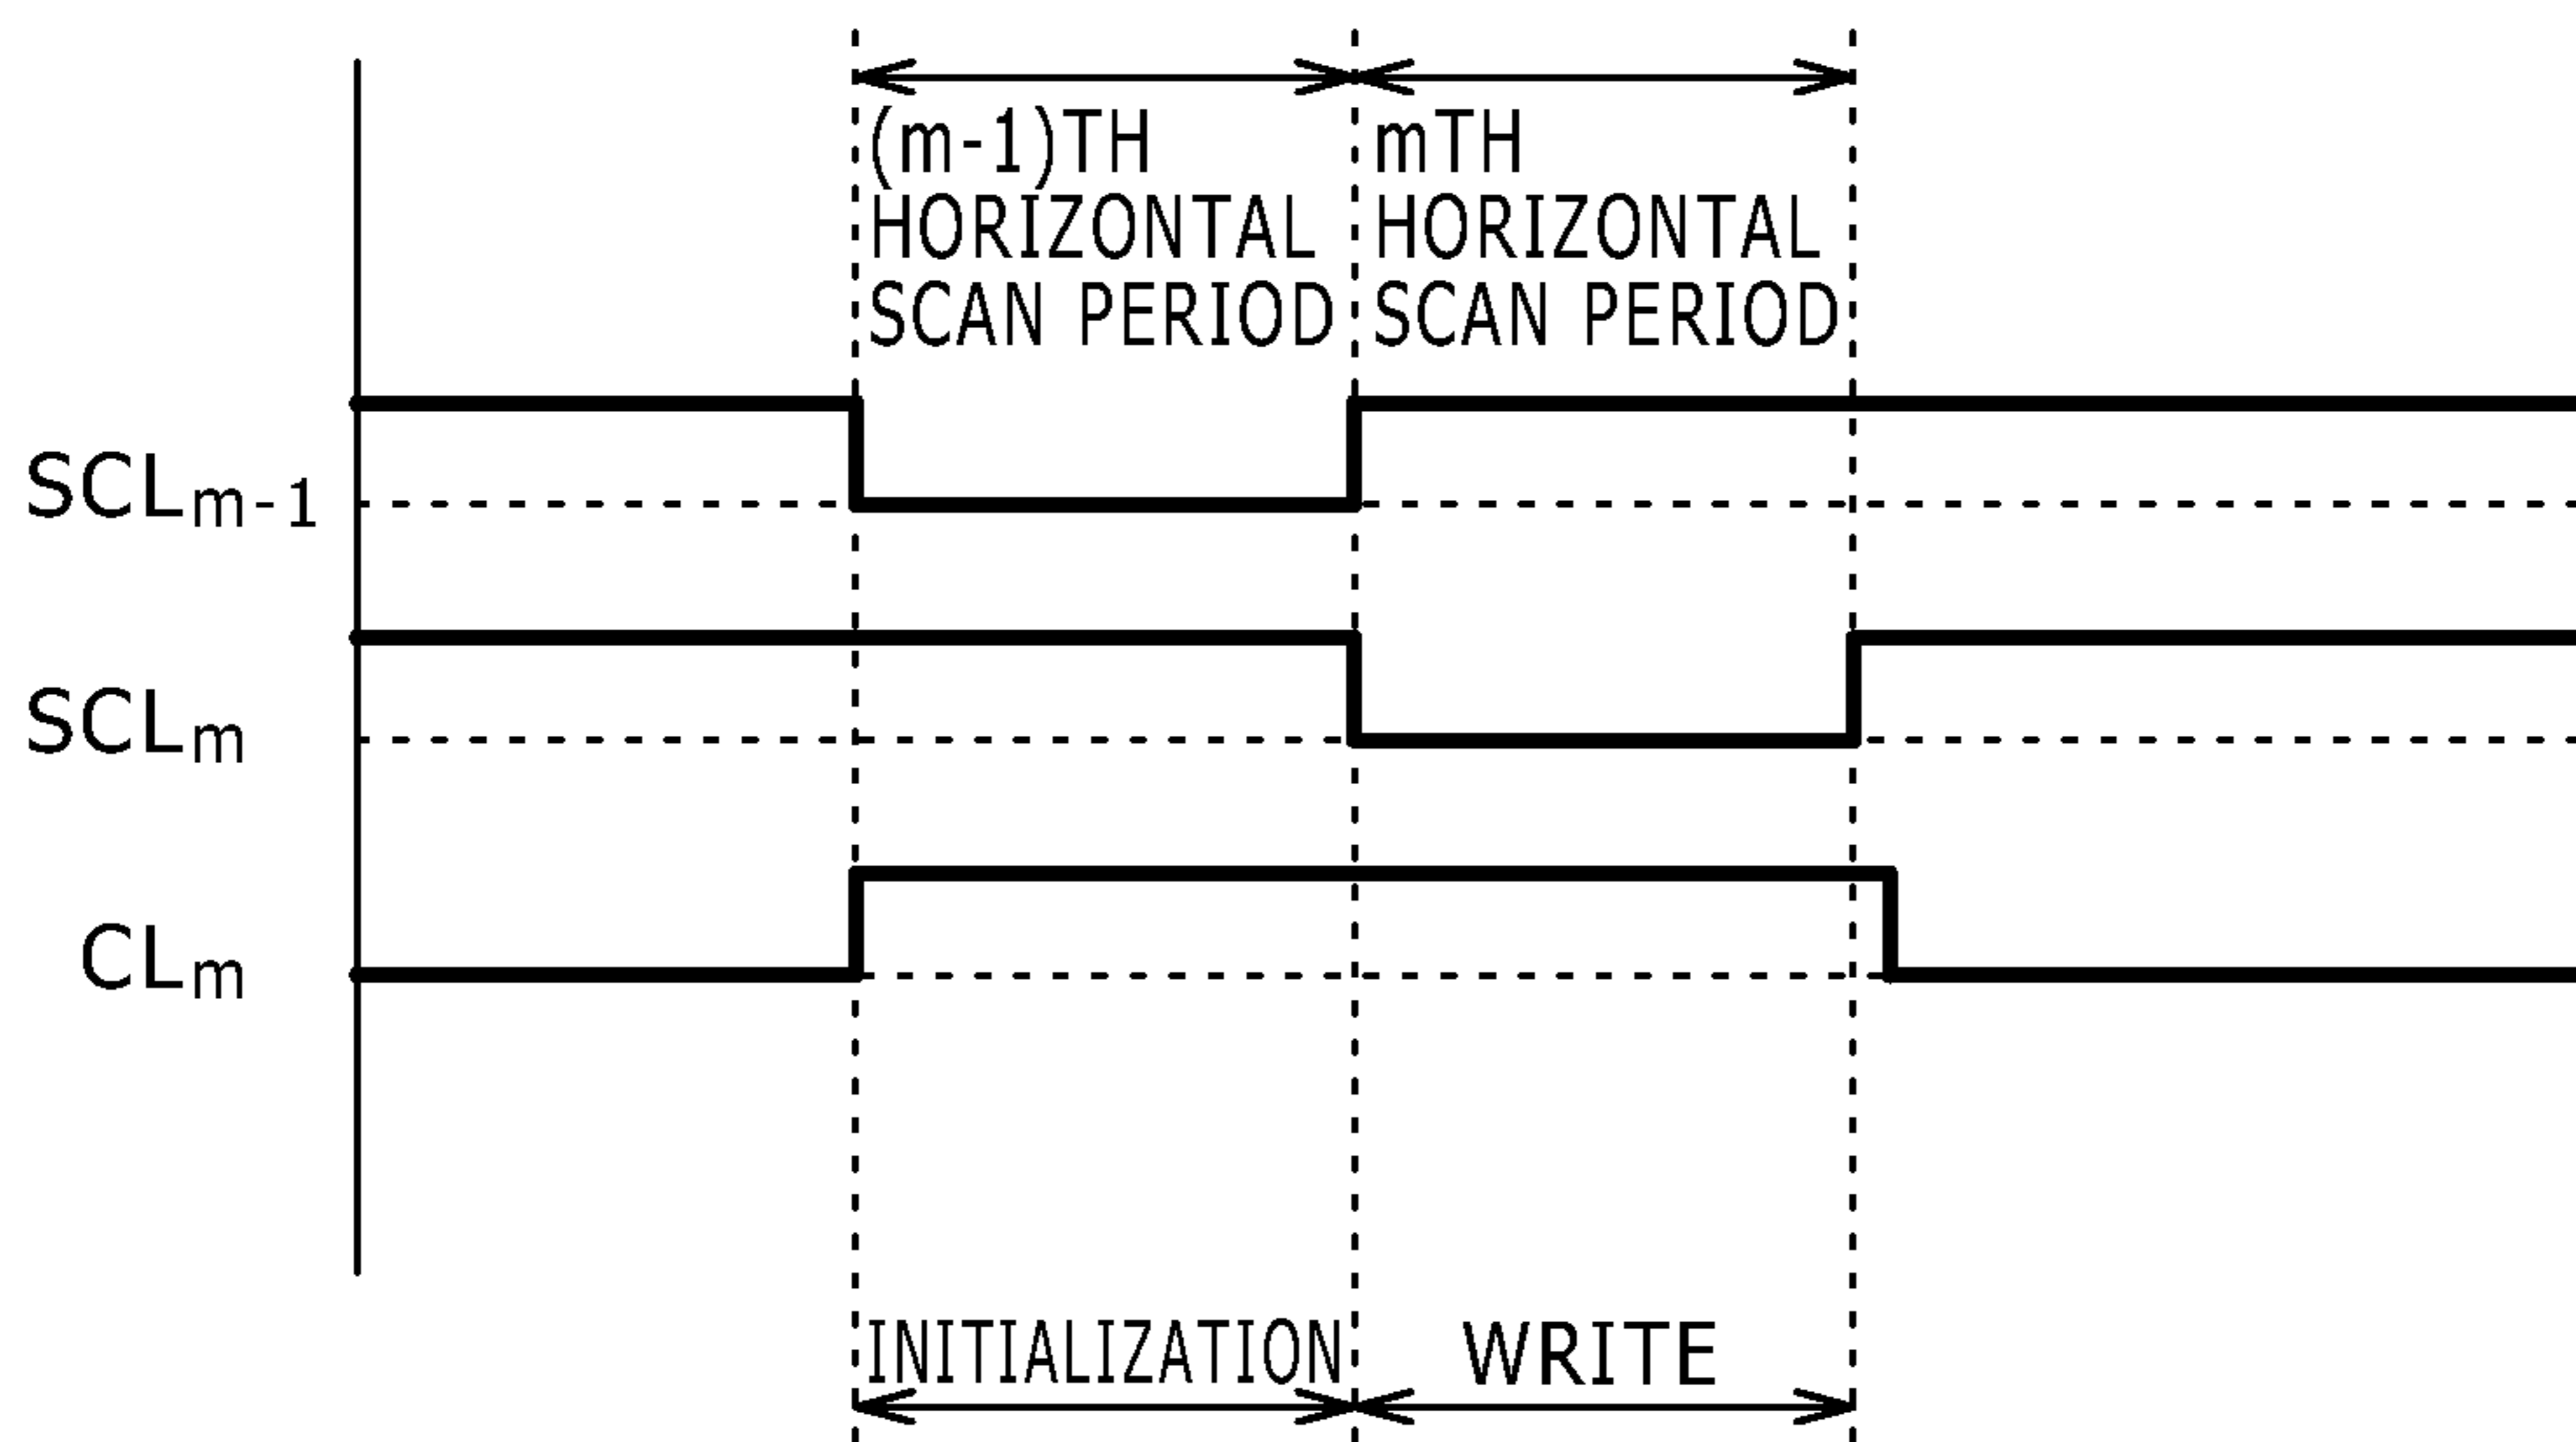 (m-1)TH
HORIZONTAL
SCAN PERIOD
mTH
HORIZONTAL
SCAN PERIOD
SCLm-1
SCLm
CLm
INITIALIZATION
WRITE